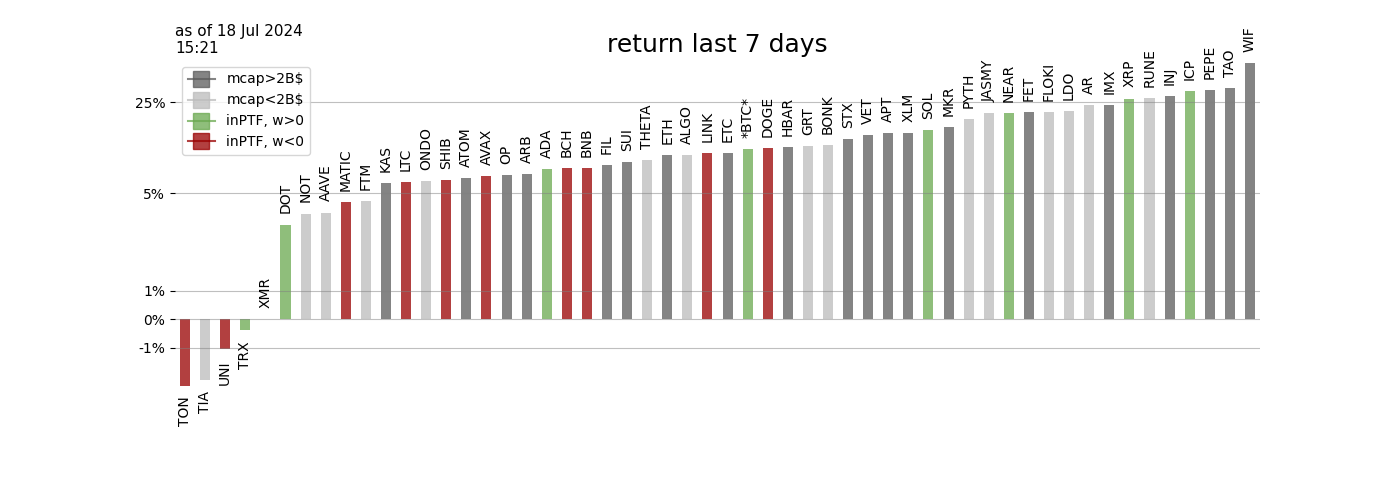 as of 18 Jul 2024
15:21
return last 7 days
mcap>2B$
mcap<2B$
inPTF, w>0
inPTF, w<0
25%
5%
1%
0%
-1%
TON
TIA
UNI
TRX
XMR
DOT
NOT
AAVE
MATIC
FTM
KAS
LTC
ONDO
SHIB
ATOM
AVAX
OP
ARB
ADA
BCH
BNB
FIL
SUI
THETA
ETH
ALGO
LINK
ETC
*BTC*
DOGE
HBAR
GRT
BONK
STX
VET
APT
XLM
SOL
MKR
PYTH
JASMY
NEAR
FET
FLOKI
LDO
AR
IMX
XRP
RUNE
INJ
ICP
PEPE
TAO
WIF